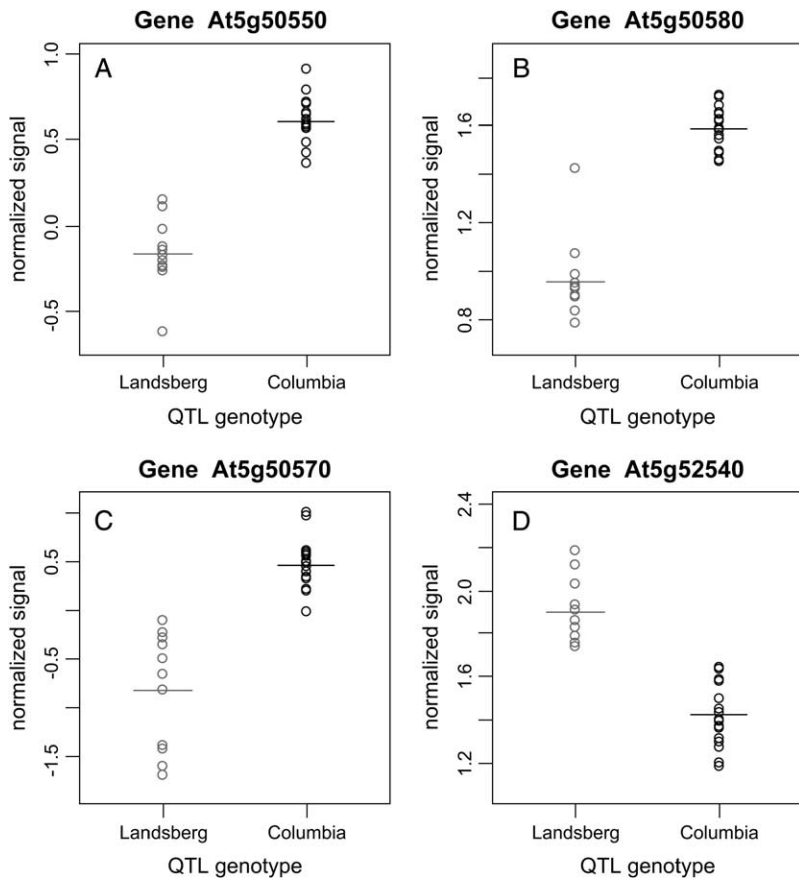 Gene At5g50550
A
normalized signal
1.0
0.5
0.0
-0.5
Landsberg
Columbia
QTL genotype
Gene At5g50580
B
normalized signal
1.6
1.2
0.8
Landsberg
Columbia
QTL genotype
Gene At5g50570
C
normalized signal
0.5
-0.5
-1.5
Landsberg
Columbia
QTL genotype
Gene At5g52540
D
normalized signal
2.4
2.0
1.6
1.2
Landsberg
Columbia
QTL genotype